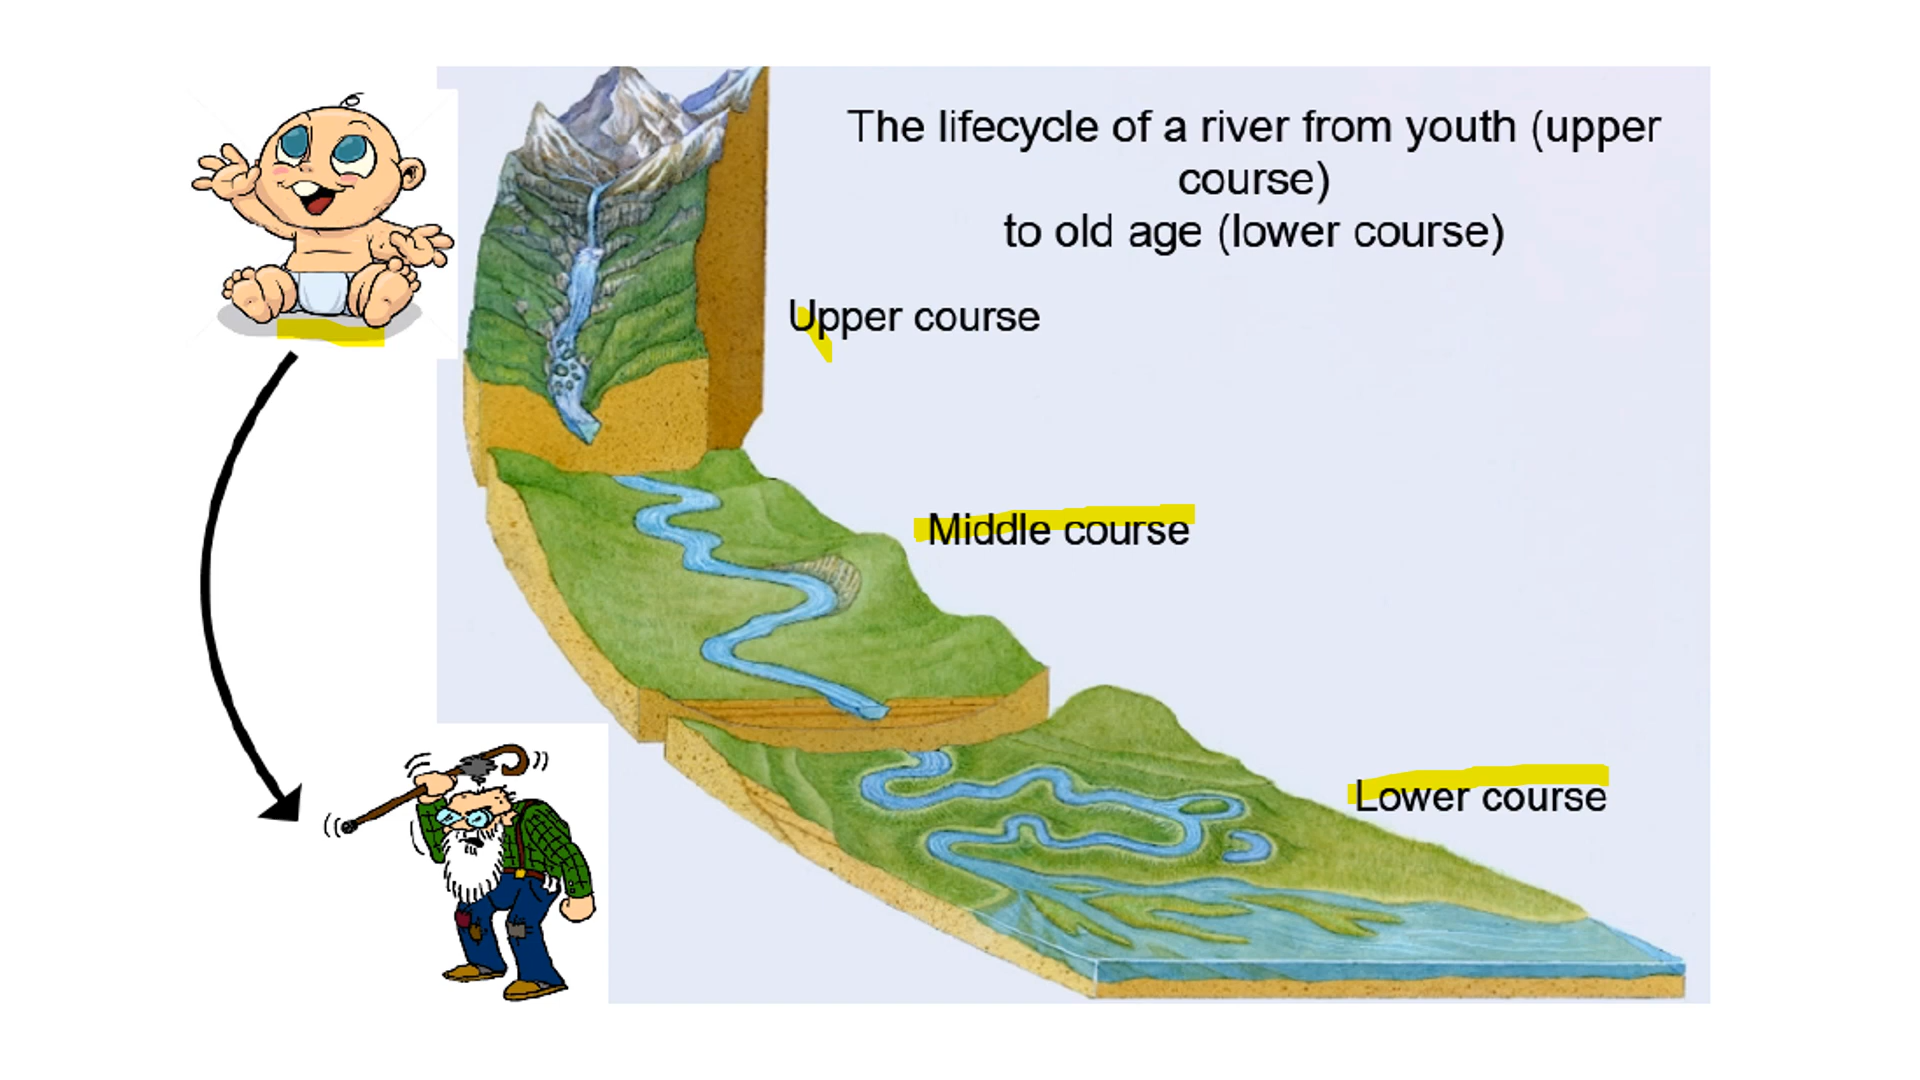 The lifecycle of a river from youth (upper
course)
to old age (lower course)
Upper course
Middle course
Lower course